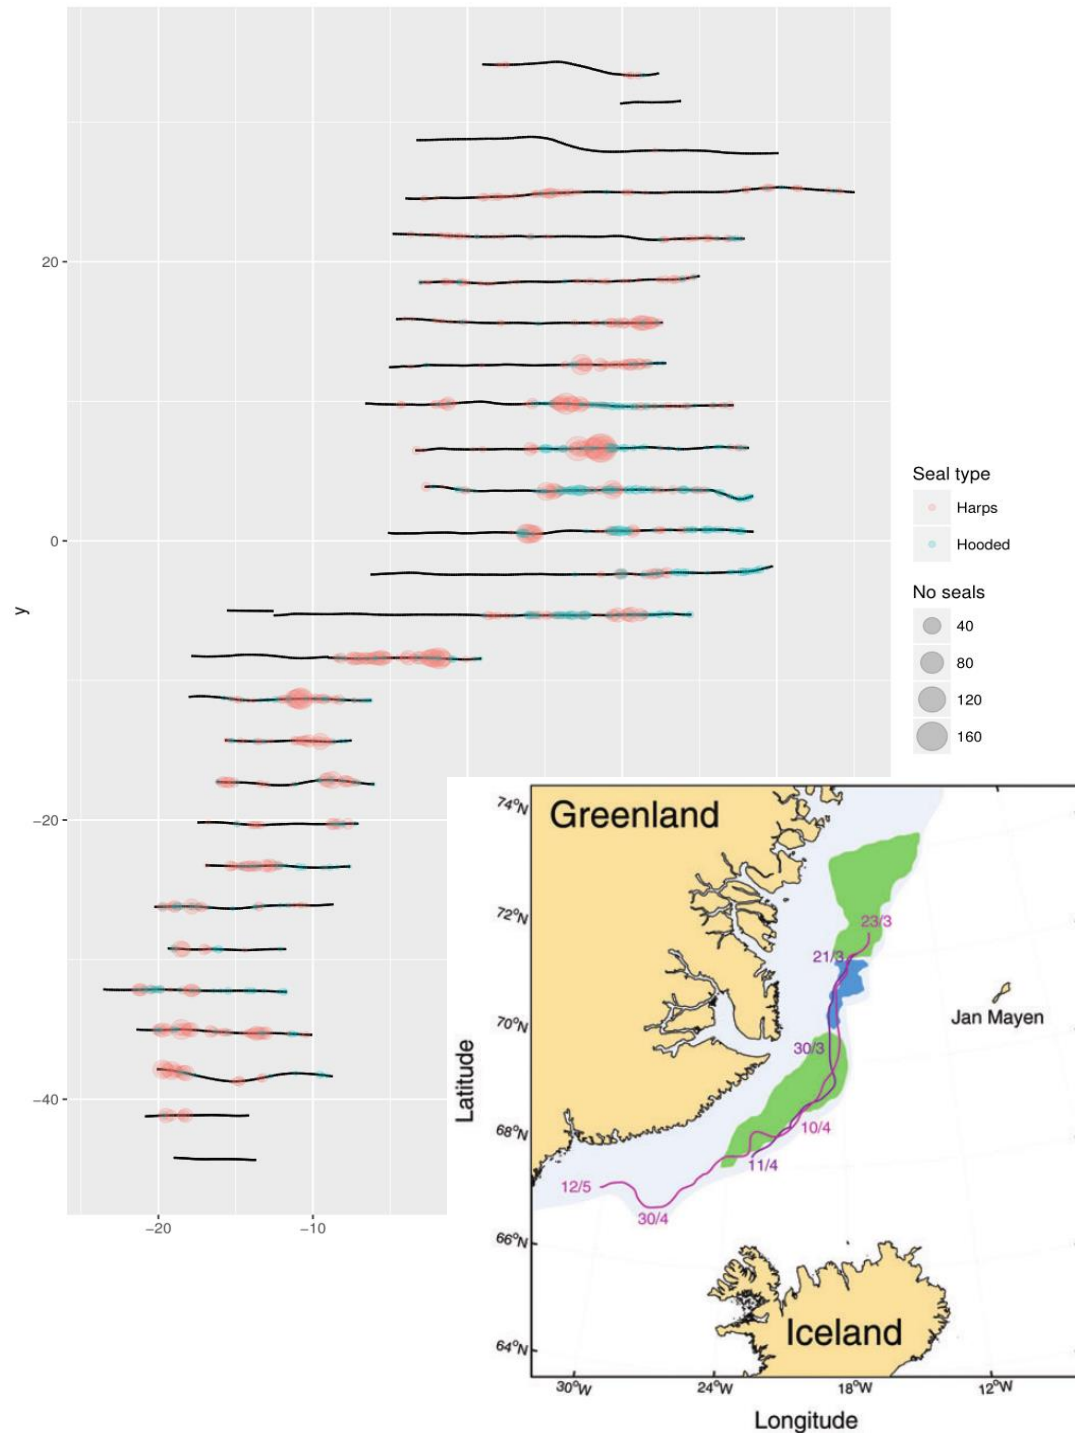 20
0
−20
−40
y
−20
−10
Seal type
Harps
Hooded
No seals
40
80
120
160
Greenland
Jan Mayen
Iceland
23/3
21/3
30/3
10/4
11/4
12/5
30/4
74°N
72°N
70°N
68°N
66°N
64°N
Latitude
30°W
24°W
18°W
12°W
Longitude